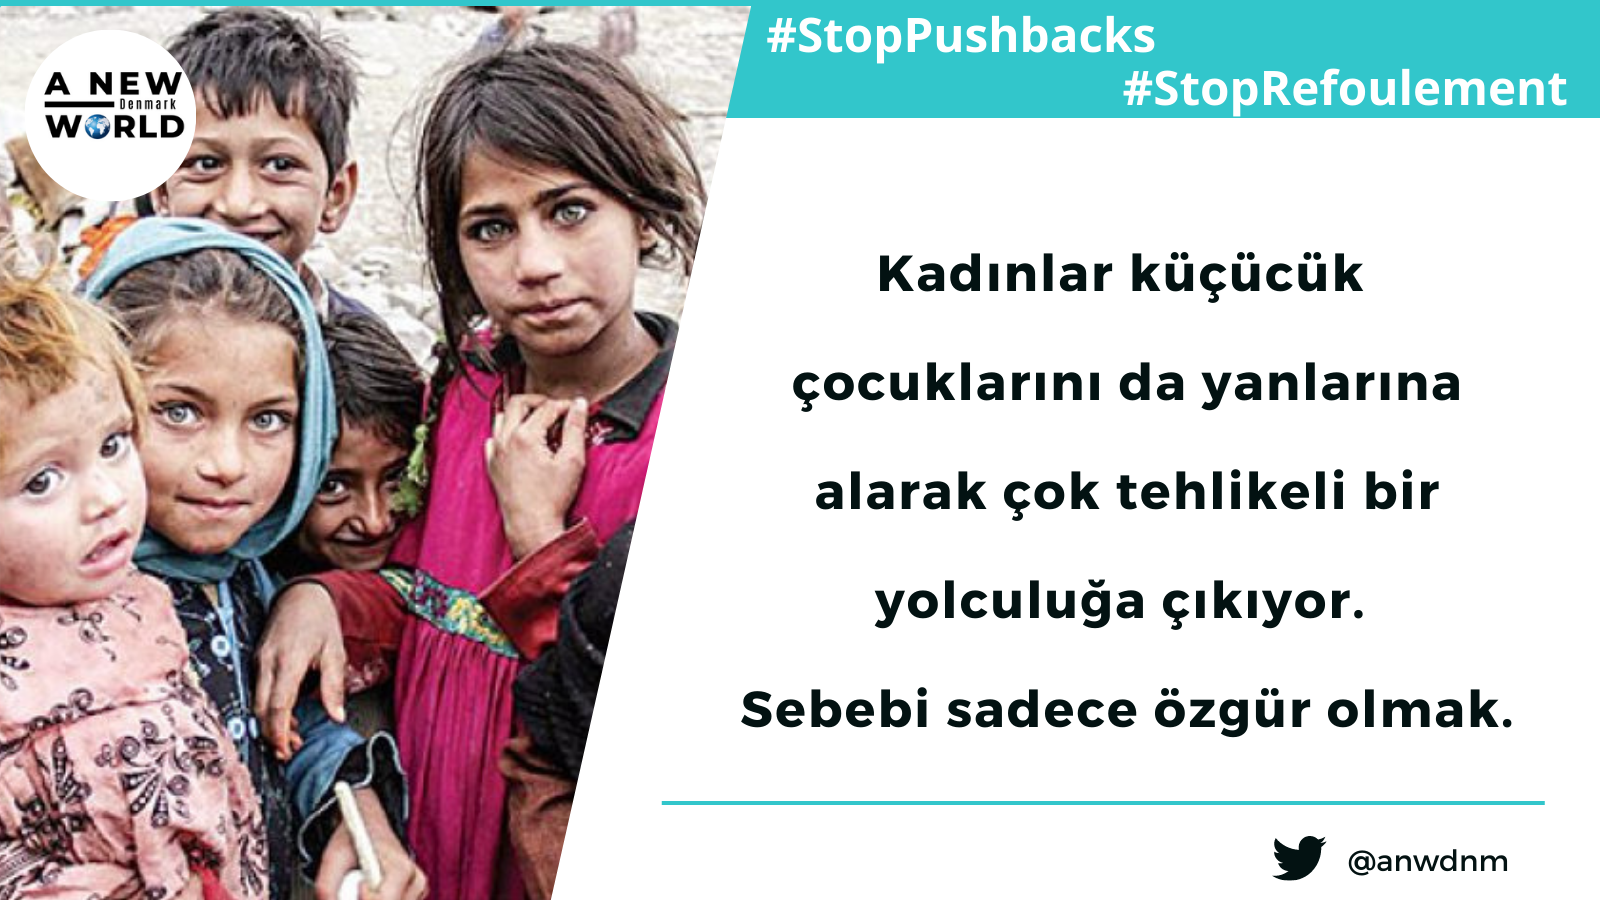 A NEW
Denmark
WORLD
#StopPushbacks
#StopRefoulement
Kadınlar küçücük
çocuklarını da yanlarına
alarak çok tehlikeli bir
yolculuğa çıkıyor.
Sebebi sadece özgür olmak.
@anwdnm